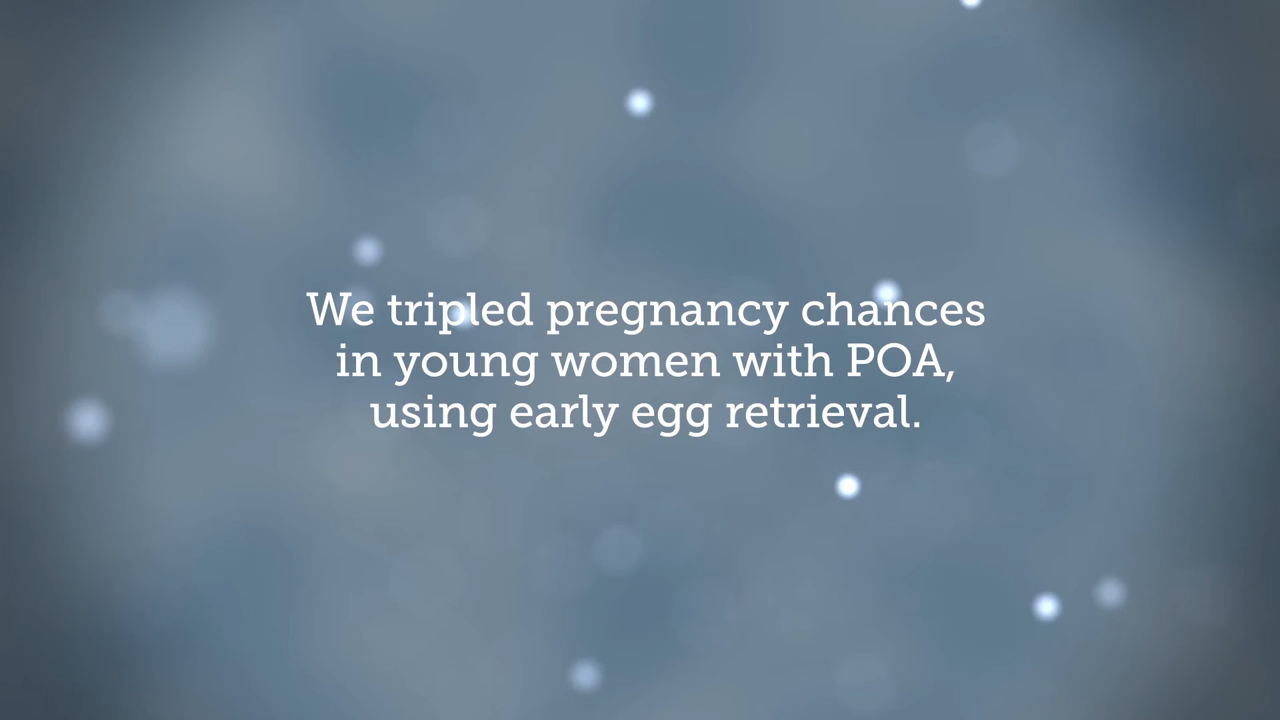 We tripled pregnancy chances
in young women with POA,
using early egg retrieval.